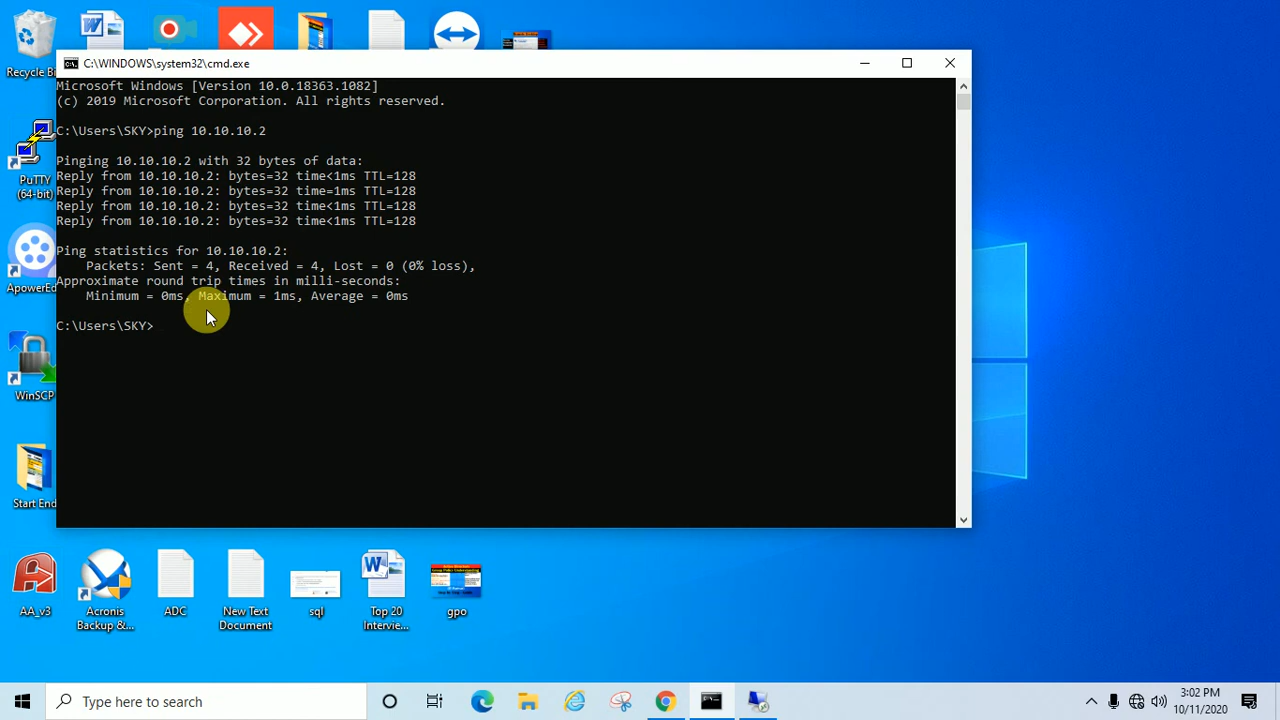 C:\WINDOWS\system32\cmd.exe
Microsoft Windows [Version 10.0.18363.1082]
(c) 2019 Microsoft Corporation. All rights reserved.
C:\Users\SKY>ping 10.10.10.2
Pinging 10.10.10.2 with 32 bytes of data:
Reply from 10.10.10.2: bytes=32 time<1ms TTL=128
Reply from 10.10.10.2: bytes=32 time=1ms TTL=128
Reply from 10.10.10.2: bytes=32 time<1ms TTL=128
Reply from 10.10.10.2: bytes=32 time<1ms TTL=128
Ping statistics for 10.10.10.2:
Packets: Sent = 4, Received = 4, Lost = 0 (0% loss),
Approximate round trip times in milli-seconds:
Minimum = 0ms, Maximum = 1ms, Average = 0ms
C:\Users\SKY>
Recycle Bi
PuTTY
(64-bit)
ApowerEd
WinSCP
Start End
AA_v3
Acronis
Backup &...
ADC
New Text
Document
sql
Top 20
Intervie...
gpo
Type here to search
3:02 PM
10/11/2020